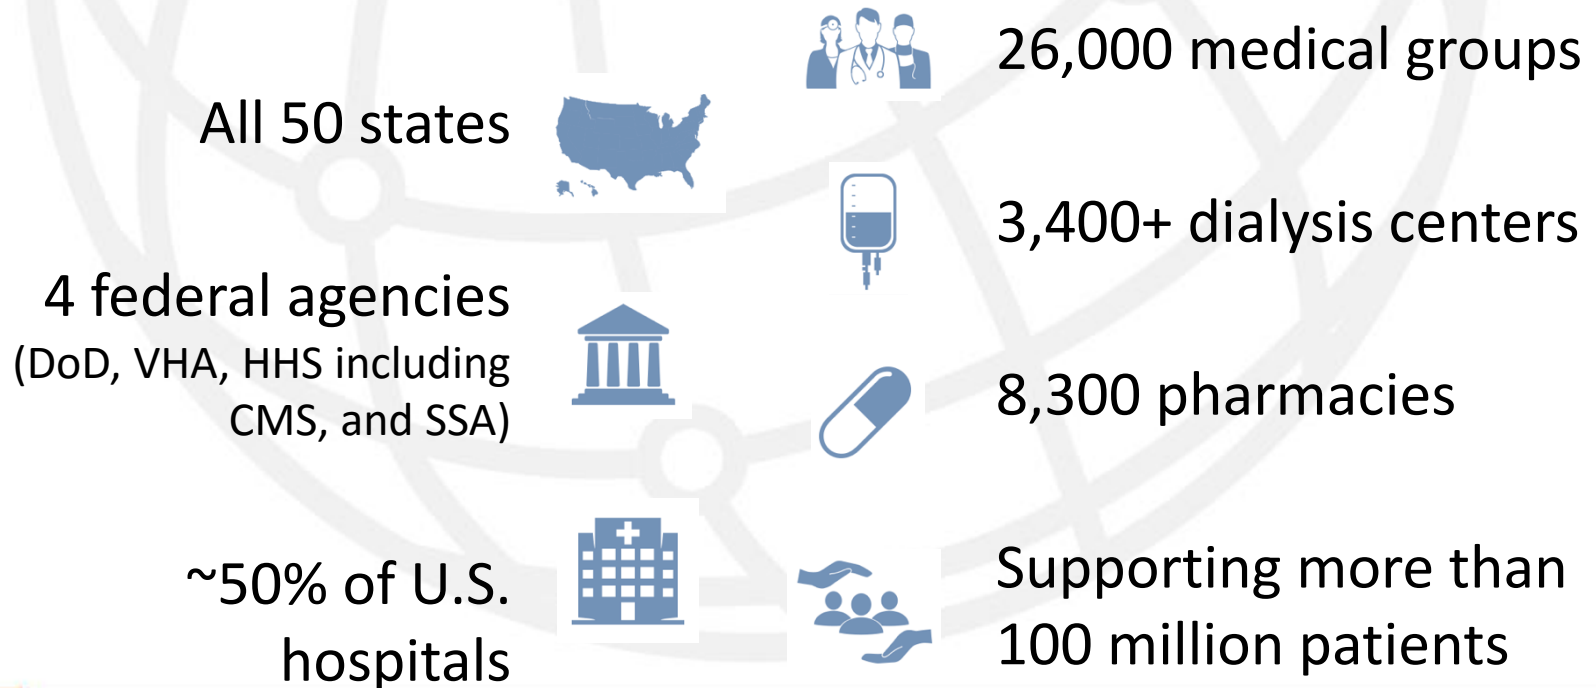 All 50 states
4 federal agencies
(DoD, VHA, HHS including
CMS, and SSA)
~50% of U.S.
hospitals
26,000 medical groups
3,400+ dialysis centers
8,300 pharmacies
Supporting more than
100 million patients